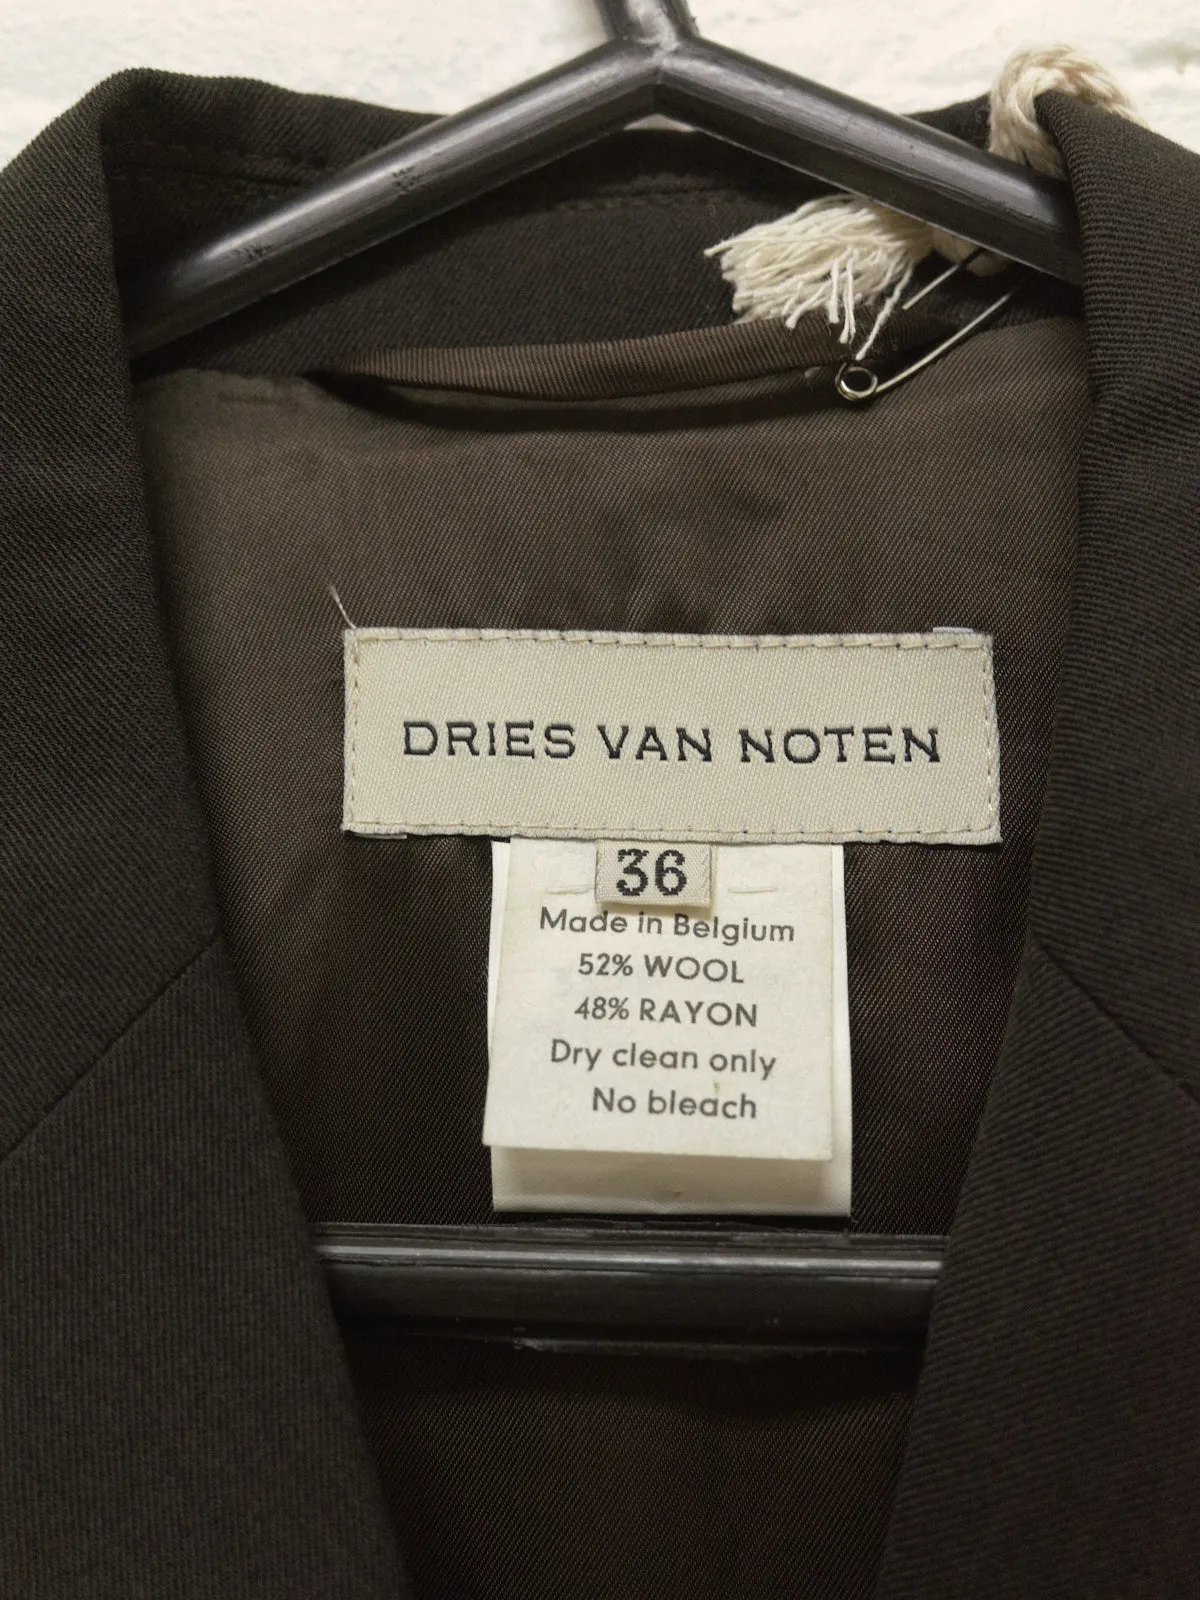 DRIES VAN NOTEN
36
Made in Belgium
52% WOOL
48% RAYON
Dry clean only
No bleach